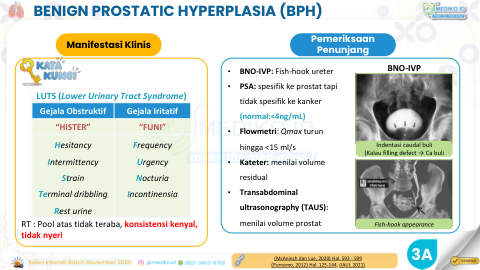 BENIGN PROSTATIC HYPERPLASIA (BPH)
Manifestasi Klinis
KATA
KUNCI
LUTS (Lower Urinary Tract Syndrome)
Gejala Obstruktif
Gejala Iritatif
"HISTER"
"FUNI"
Hesitancy
Frequency
Intermittency
Urgency
Strain
Nocturia
Terminal dribbling
Incontinensia
Rest urine
RT : Pool atas tidak teraba, konsistensi kenyal,
tidak nyeri
Pemeriksaan
Penunjang
• BNO-IVP: Fish-hook ureter
• PSA: spesifik ke prostat tapi
tidak spesifik ke kanker
(normal:<4ng/mL)
• Flowmetri: Qmax turun
hingga <15 ml/s
• Kateter: menilai volume
residual
• Transabdominal
ultrasonography (TAUS):
menilai volume prostat
BNO-IVP
Indentasi caudal buli
(Kalau filling defect → Ca buli
Fish-hook appearance
3A